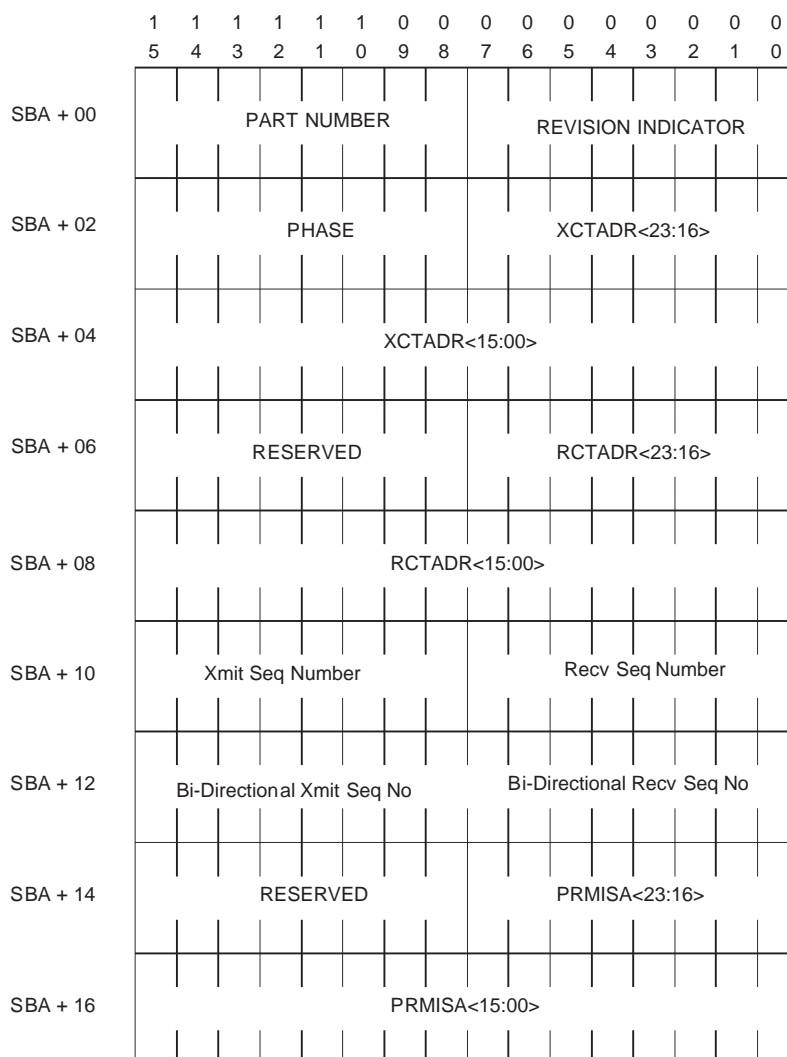 1 1 1 1 1 1 0 0 0 0 0 0 0 0 0 0
5 4 3 2 1 0 9 8 7 6 5 4 3 2 1 0
SBA + 00 PART NUMBER REVISION INDICATOR
SBA + 02 PHASE XCTADR<23:16>
SBA + 04 XCTADR<15:00>
SBA + 06 RESERVED RCTADR<23:16>
SBA + 08 RCTADR<15:00>
SBA + 10 Xmit Seq Number Recv Seq Number
SBA + 12 Bi-Directional Xmit Seq No Bi-Directional Recv Seq No
SBA + 14 RESERVED PRMISA<23:16>
SBA + 16 PRMISA<15:00>